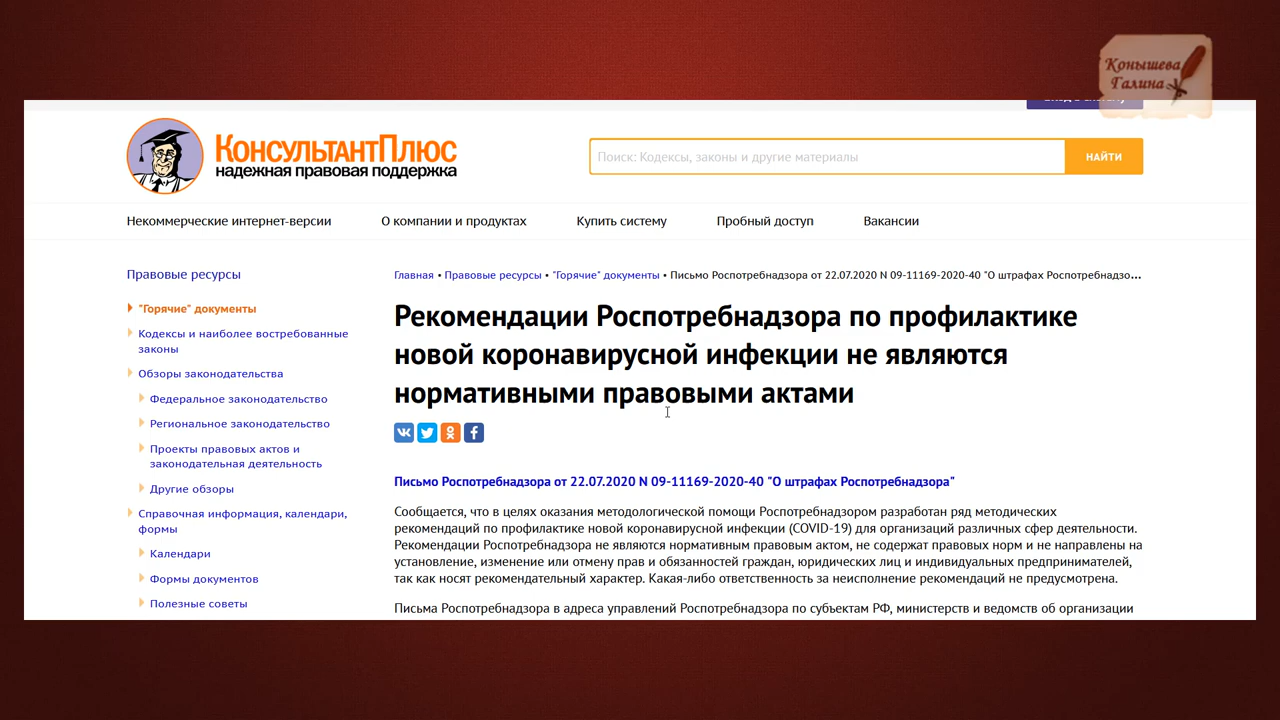 Конышева
Галина
КонсультантПлюс
надежная правовая поддержка
Поиск: Кодексы, законы и другие материалы
НАЙТИ
Некоммерческие интернет-версии
О компании и продуктах
Купить систему
Пробный доступ
Вакансии
Правовые ресурсы
"Горячие" документы
Кодексы и наиболее востребованные
законы
Обзоры законодательства
Федеральное законодательство
Региональное законодательство
Проекты правовых актов и
законодательная деятельность
Другие обзоры
Справочная информация, календари,
формы
Календари
Формы документов
Полезные советы
Главная • Правовые ресурсы • "Горячие" документы • Письмо Роспотребнадзора от 22.07.2020 N 09-11169-2020-40 "О штрафах Роспотребнадзо...
Рекомендации Роспотребнадзора по профилактике
новой коронавирусной инфекции не являются
нормативными правовыми актами
Письмо Роспотребнадзора от 22.07.2020 N 09-11169-2020-40 "О штрафах Роспотребнадзора"
Сообщается, что в целях оказания методологической помощи Роспотребнадзором разработан ряд методических
рекомендаций по профилактике новой коронавирусной инфекции (COVID-19) для организаций различных сфер деятельности.
Рекомендации Роспотребнадзора не являются нормативным правовым актом, не содержат правовых норм и не направлены на
установление, изменение или отмену прав и обязанностей граждан, юридических лиц и индивидуальных предпринимателей,
так как носят рекомендательный характер. Какая-либо ответственность за неисполнение рекомендаций не предусмотрена.
Письма Роспотребнадзора в адреса управлений Роспотребнадзора по субъектам РФ, министерств и ведомств об организации